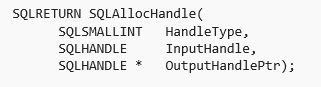 SQLRETURN SQLAllocHandle(
      SQLSMALLINT   HandleType,
      SQLHANDLE     InputHandle,
      SQLHANDLE *   OutputHandlePtr);